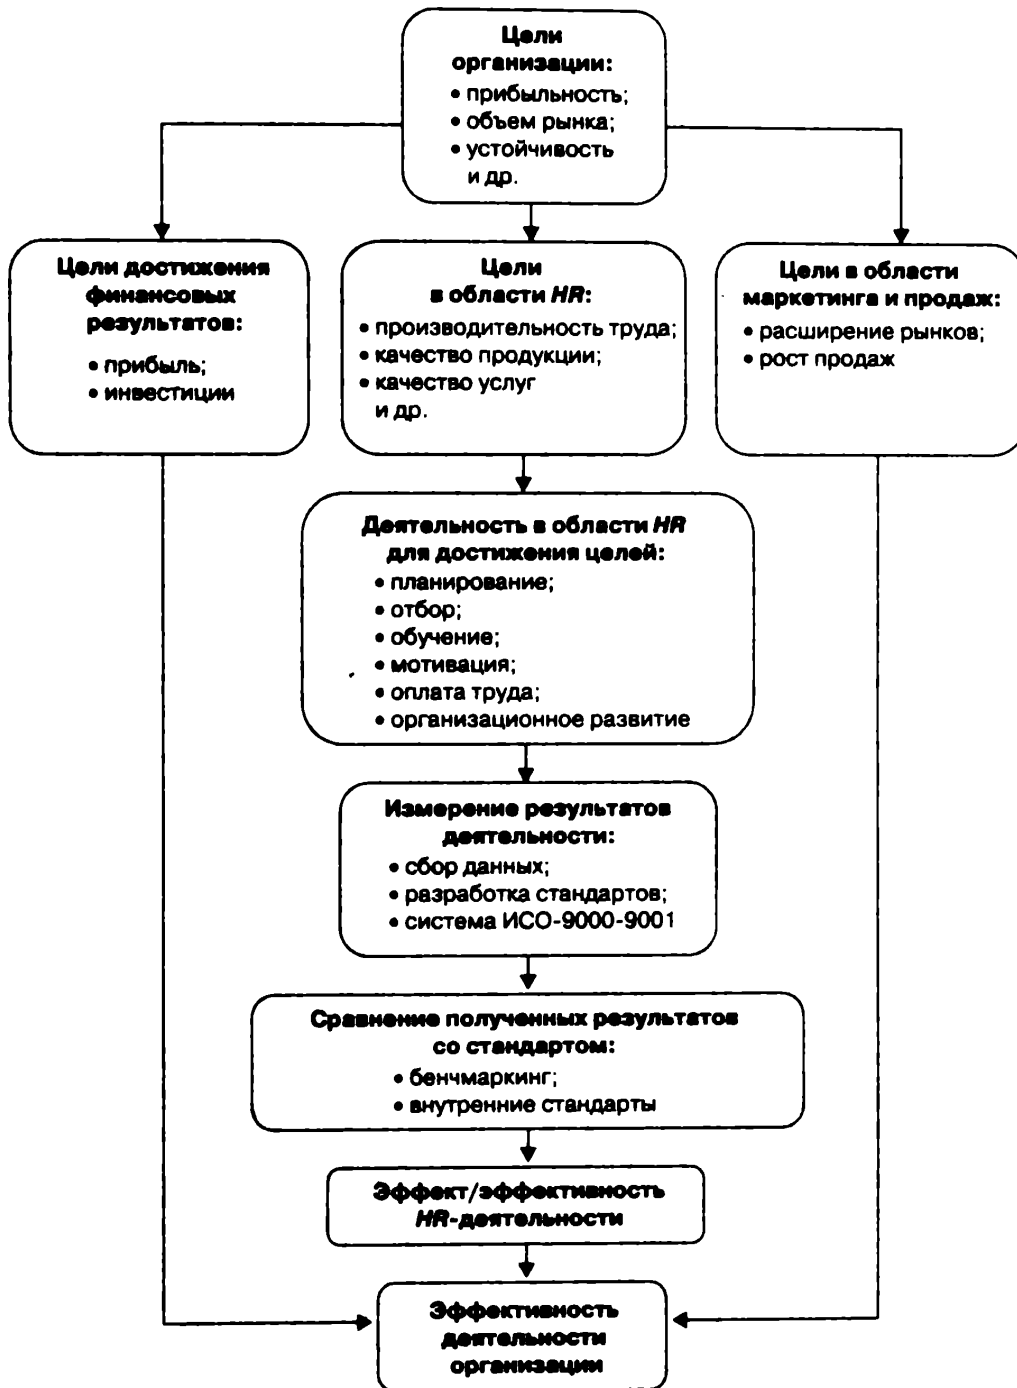 Цели
организации:
• прибыльность;
• объем рынка;
• устойчивость
и др.
Цели достижения
финансовых
результатов:
• прибыль;
• инвестиции
Цели
в области HR:
• производительность труда;
• качество продукции;
• качество услуг
и др.
Цели в области
маркетинга и продаж:
• расширение рынков;
• рост продаж
Деятельность в области HR
для достижения целей:
• планирование;
• отбор;
• обучение;
• мотивация;
• оплата труда;
• организационное развитие
Измерение результатов
деятельности:
• сбор данных;
• разработка стандартов;
• система ИСО-9000-9001
Сравнение полученных результатов
со стандартом:
• бенчмаркинг;
• внутренние стандарты
Эффект/эффективность
HR-деятельности
Эффективность
деятельности
организации